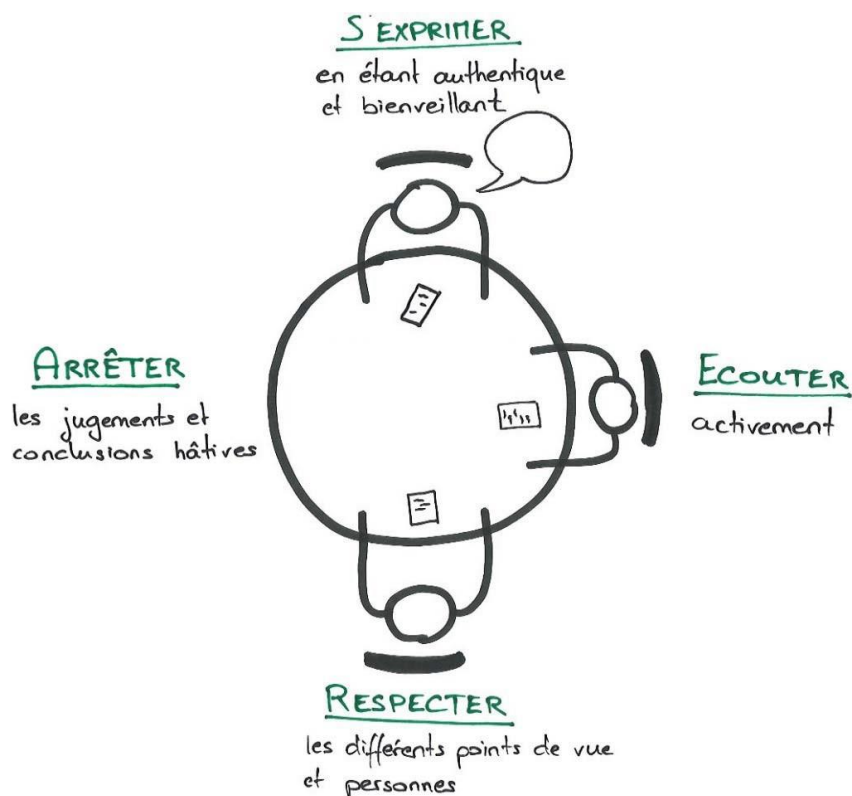 S'EXPRIMER
en étant authentique
et bienveillant
ARRÊTER
les jugements et
conclusions hâtives
ECOUTER
activement
RESPECTER
les différents points de vue
et personnes